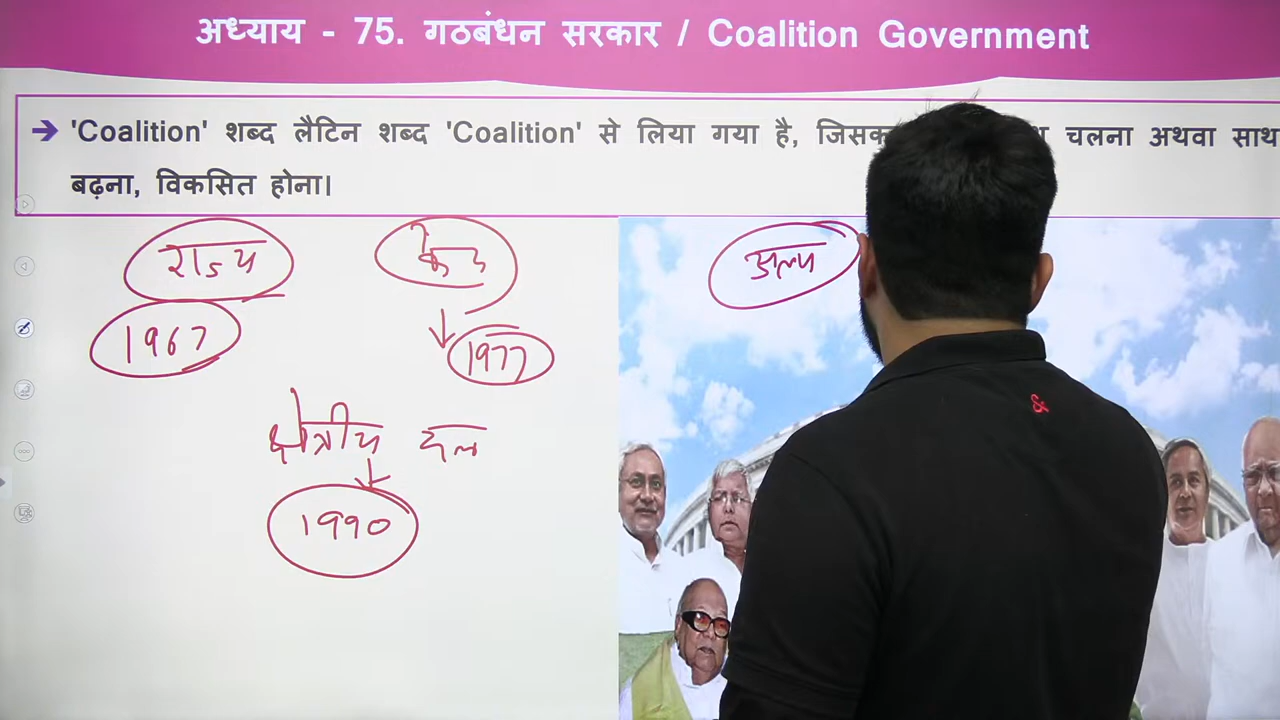 अध्याय - 75. गठबंधन सरकार / Coalition Government
'Coalition' शब्द लैटिन शब्द 'Coalition' से लिया गया है, चलना अथवा साथ
बढ़ना, विकसित होना।
राज्य केन्द्र अल्प
1967 1977
क्षेत्रीय दल
1990
&